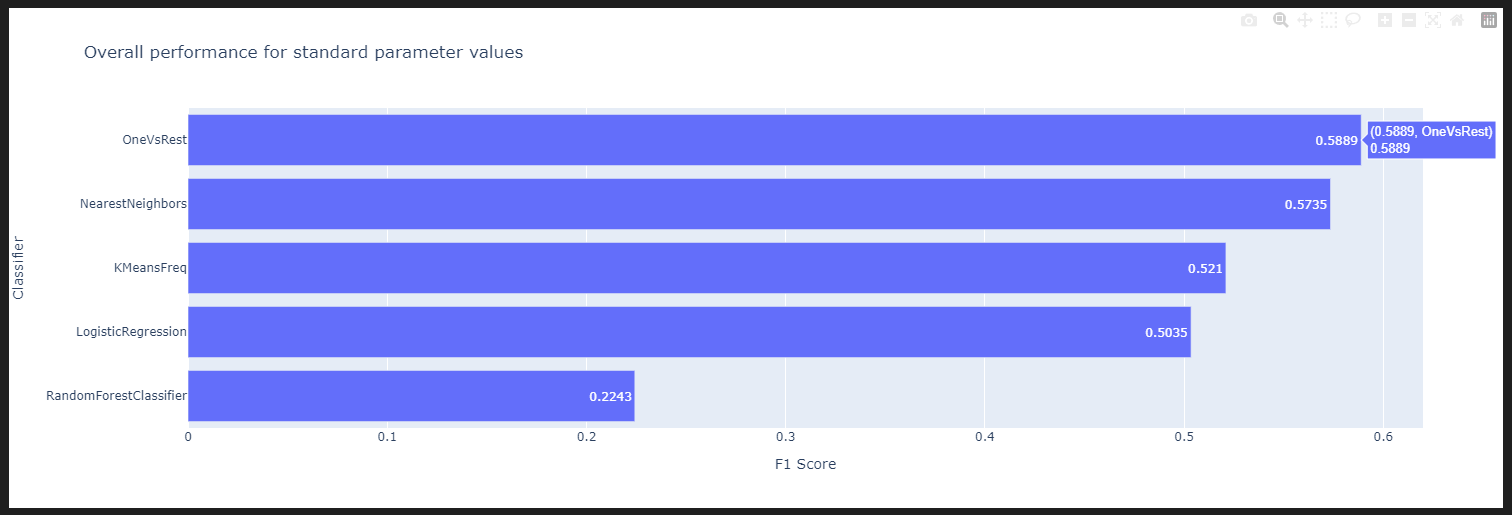 Overall performance for standard parameter values
Classifier
OneVsRest
0.5889
(0.5889, OneVsRest)
0.5889
NearestNeighbors
0.5735
KMeansFreq
0.521
LogisticRegression
0.5035
RandomForestClassifier
0.2243
0 0.1 0.2 0.3 0.4 0.5 0.6
F1 Score